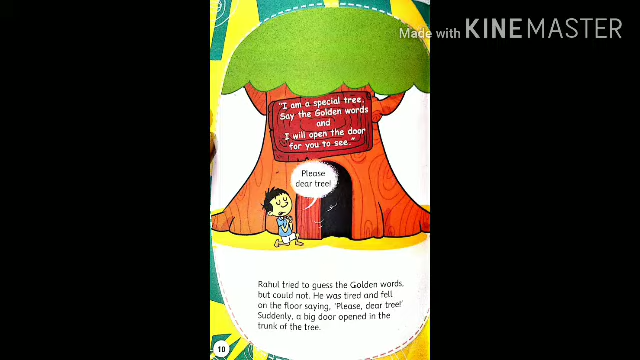 Made with KINEMASTER
"I am a special tree,
Say the Golden words
and
I will open the door
for you to see."
Please
dear tree!
Rahul tried to guess the Golden words,
but could not. He was tired and fell
on the floor saying, 'Please, dear tree!'
Suddenly, a big door opened in the
trunk of the tree.
10